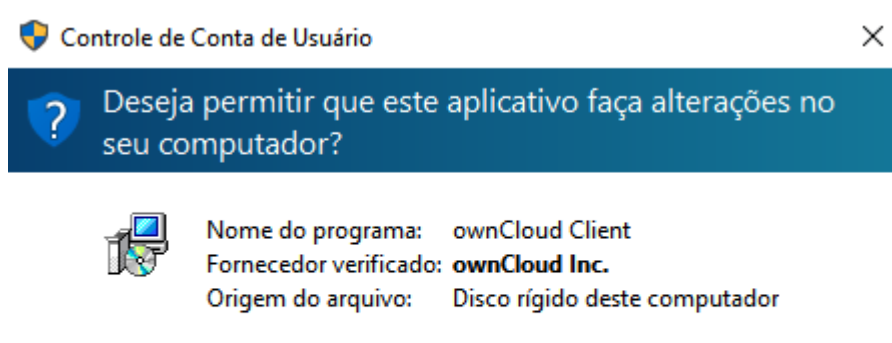 Controle de Conta de Usuário
Deseja permitir que este aplicativo faça alterações no
seu computador?
Nome do programa: ownCloud Client
Fornecedor verificado: ownCloud Inc.
Origem do arquivo: Disco rígido deste computador